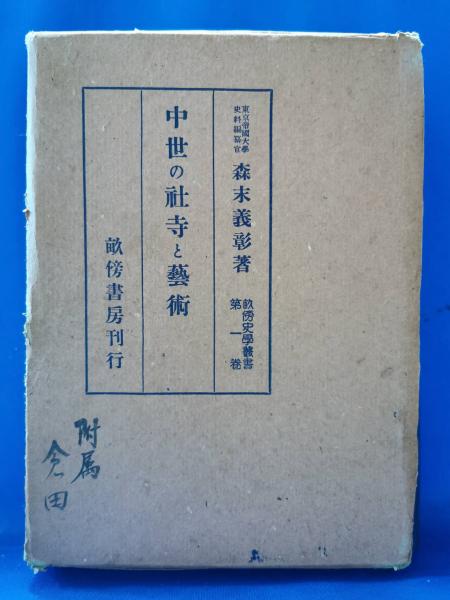 東京帝國大學
史料編纂官
森末義彰著
畝傍史學叢書
第一卷
中世の社寺と藝術
畝傍書房刊行
附属
倉田